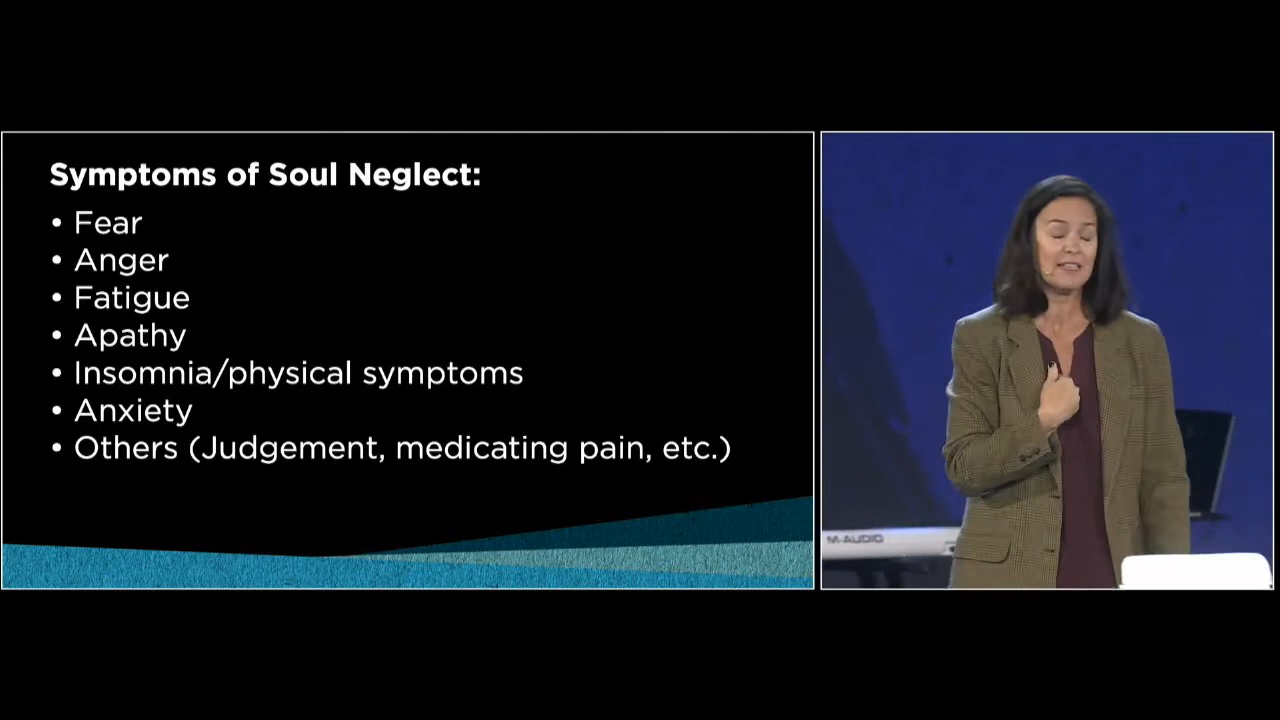 Symptoms of Soul Neglect:
• Fear
• Anger
• Fatigue
• Apathy
• Insomnia/physical symptoms
• Anxiety
• Others (Judgement, medicating pain, etc.)
M-AUDIO